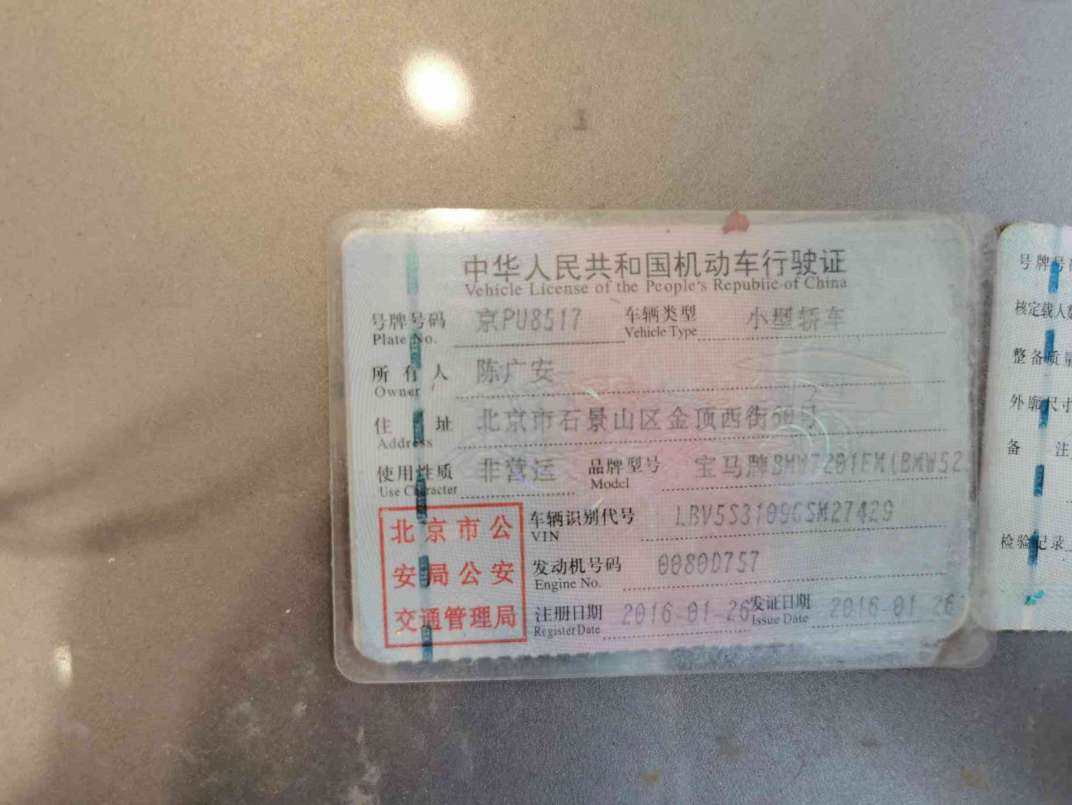 中华人民共和国机动车行驶证
Vehicle License of the People's Republic of China
号牌号码 京PU8517 车辆类型 小型轿车
Plate No. Vehicle Type
所有人 陈广安
Owner
住址 北京市石景山区金顶西街60号
Address
使用性质 非营运 品牌型号 宝马牌BMW7201FM(BMW52
Use Character Model
北京市公
安局公安
交通管理局
车辆识别代号 LBV5S3109GSM27429
VIN
发动机号码 0080D757
Engine No.
注册日期 2016-01-26 发证日期 2016-01-26
Register Date Issue Date
号牌号
核定载人
整备质量
外廓尺寸
备注
检验记录